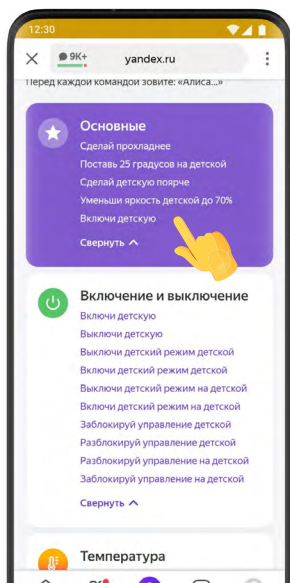 12:30
9K+ yandex.ru
Перед каждой командой зовите: «Алиса...»
Основные
Сделай прохладнее
Поставь 25 градусов на детской
Сделай детскую поярче
Уменьши яркость детской до 70%
Включи детскую
Свернуть
Включение и выключение
Включи детскую
Выключи детскую
Выключи детский режим детской
Включи детский режим детской
Выключи детский режим на детской
Включи детский режим на детской
Заблокируй управление детской
Разблокируй управление детской
Разблокируй управление на детской
Заблокируй управление на детской
Свернуть
Температура